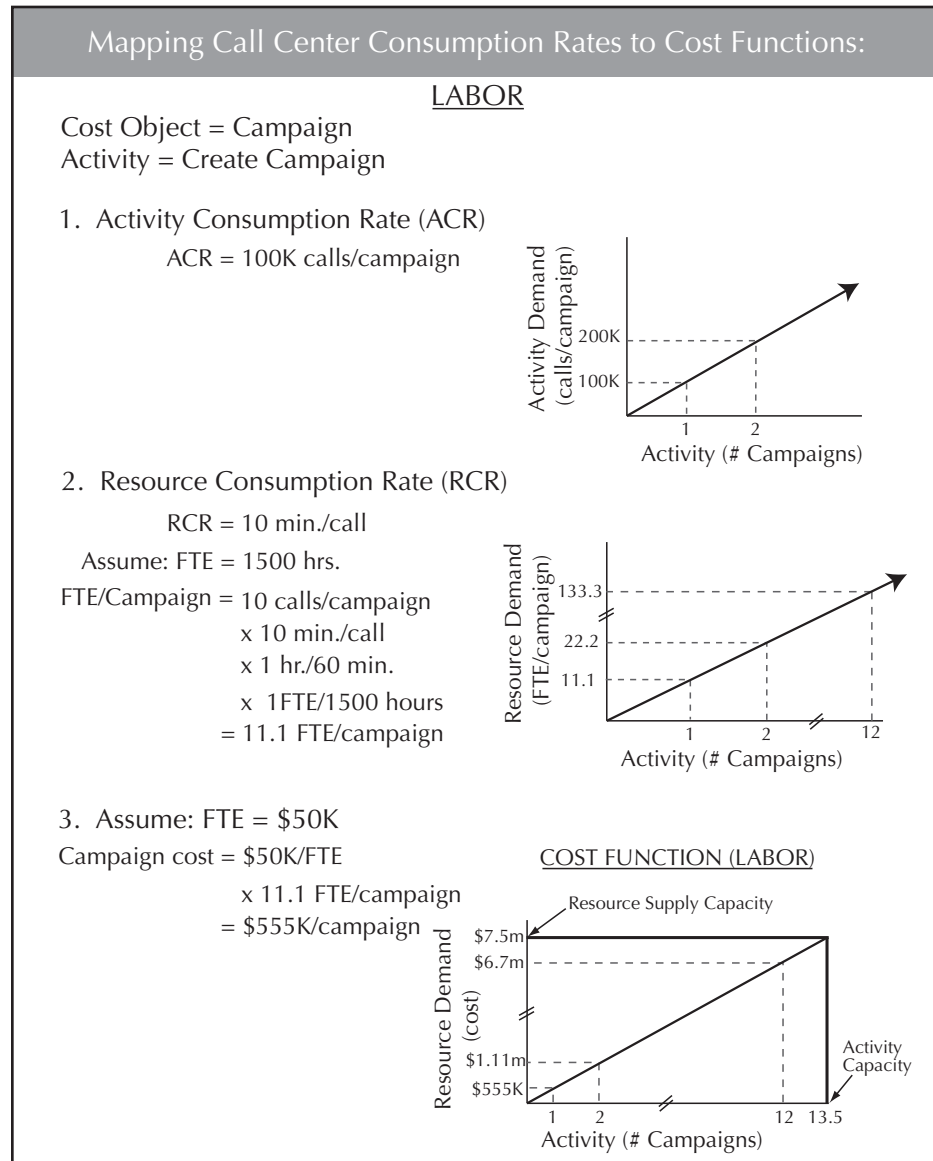 Mapping Call Center Consumption Rates to Cost Functions:
LABOR
Cost Object = Campaign
Activity = Create Campaign
1. Activity Consumption Rate (ACR)
ACR = 100K calls/campaign
Activity Demand
(calls/campaign)
200K
100K
1 2
Activity (# Campaigns)
2. Resource Consumption Rate (RCR)
RCR = 10 min./call
Assume: FTE = 1500 hrs.
FTE/Campaign = 10 calls/campaign
x 10 min./call
x 1 hr./60 min.
x 1FTE/1500 hours
= 11.1 FTE/campaign
Resource Demand
(FTE/campaign)
133.3
22.2
11.1
1 2 12
Activity (# Campaigns)
3. Assume: FTE = $50K
Campaign cost = $50K/FTE
x 11.1 FTE/campaign
= $555K/campaign
COST FUNCTION (LABOR)
Resource Supply Capacity
Resource Demand
(cost)
$7.5m
$6.7m
$1.11m
$555K
Activity
Capacity
1 2 12 13.5
Activity (# Campaigns)